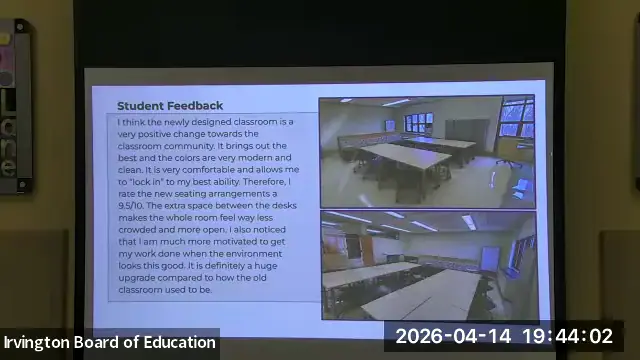 Student Feedback
I think the newly designed classroom is a
very positive change towards the
classroom community. It brings out the
best and the colors are very modern and
clean. It is very comfortable and allows me
to "lock in" to my best ability. Therefore, I
rate the new seating arrangements a
9.5/10. The extra space between the desks
makes the whole room feel way less
crowded and more open. I also noticed
that I am much more motivated to get
my work done when the environment
looks this good. It is definitely a huge
upgrade compared to how the old
classroom used to be.
Irvington Board of Education
2026-04-14 19:44:02